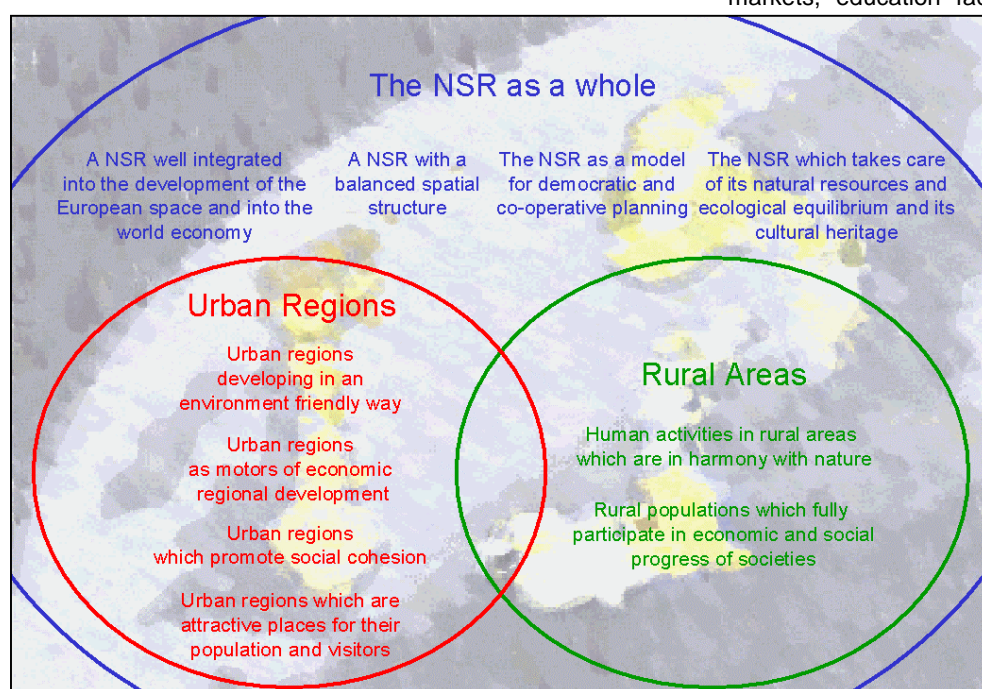 markets, education fac
The NSR as a whole
A NSR well integrated
into the development of the
European space and into the
world economy
A NSR with a
balanced spatial
structure
The NSR as a model
for democratic and
co-operative planning
The NSR which takes care
of its natural resources and
ecological equilibrium and its
cultural heritage
Urban Regions
Urban regions
developing in an
environment friendly way
Urban regions
as motors of economic
regional development
Urban regions
which promote social cohesion
Urban regions which are
attractive places for their
population and visitors
Rural Areas
Human activities in rural areas
which are in harmony with nature
Rural populations which fully
participate in economic and social
progress of societies